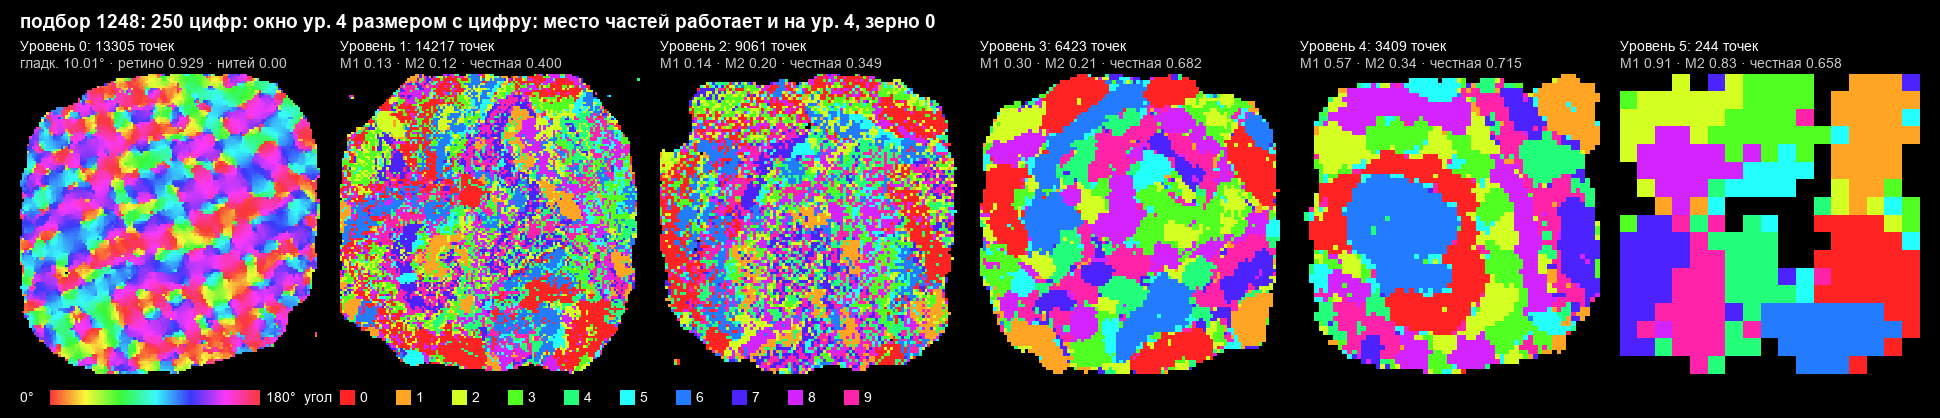 подбор 1248: 250 цифр: окно ур. 4 размером с цифру: место частей работает и на ур. 4, зерно 0
Уровень 0: 13305 точек
гладк. 10.01° · ретино 0.929 · нитей 0.00
Уровень 1: 14217 точек
М1 0.13 · М2 0.12 · честная 0.400
Уровень 2: 9061 точек
М1 0.14 · М2 0.20 · честная 0.349
Уровень 3: 6423 точек
М1 0.30 · М2 0.21 · честная 0.682
Уровень 4: 3409 точек
М1 0.57 · М2 0.34 · честная 0.715
Уровень 5: 244 точек
М1 0.91 · М2 0.83 · честная 0.658
0° 180° угол 0 1 2 3 4 5 6 7 8 9